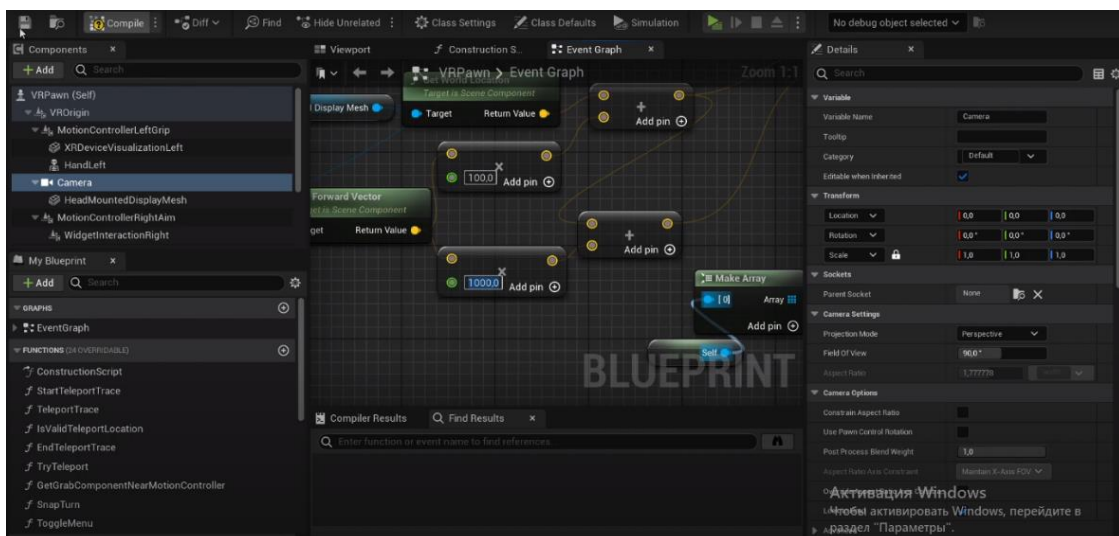 Compile
Diff
Find
Hide Unrelated
Class Settings
Class Defaults
Simulation
No debug object selected
Components
+ Add
Search
VRPawn (Self)
VROrigin
MotionControllerLeftGrip
XRDeviceVisualizationLeft
HandLeft
Camera
HeadMountedDisplayMesh
MotionControllerRightAim
WidgetInteractionRight
My Blueprint
+ Add
Search
GRAPHS
EventGraph
FUNCTIONS (24 OVERRIDABLE)
ConstructionScript
StartTeleportTrace
TeleportTrace
IsValidTeleportLocation
EndTeleportTrace
TryTeleport
GetGrabComponentNearMotionController
SnapTurn
ToggleMenu
Viewport
Construction S...
Event Graph
VRPawn > Event Graph
Zoom 1:1
Get World Location
Target is Scene Component
Display Mesh
Target
Return Value
+
Add pin
100,0
Add pin
Forward Vector
get is Scene Component
get
Return Value
+
Add pin
1000,0
Add pin
Make Array
[0]
Array
Add pin
Self
BLUEPRINT
Compiler Results
Find Results
Enter function or event name to find references...
Details
Search
Variable
Variable Name
Camera
Tooltip
Category
Default
Editable when Inherited
Transform
Location
0,0
0,0
0,0
Rotation
0,0°
0,0°
0,0°
Scale
1,0
1,0
1,0
Sockets
Parent Socket
None
Camera Settings
Projection Mode
Perspective
Field Of View
90,0°
Aspect Ratio
1,777778
Camera Options
Constrain Aspect Ratio
Use Pawn Control Rotation
Post Process Blend Weight
1,0
Aspect Ratio Axis Constraint
Maintain X-Axis FOV
Активация Windows
Чтобы активировать Windows, перейдите в
раздел "Параметры".